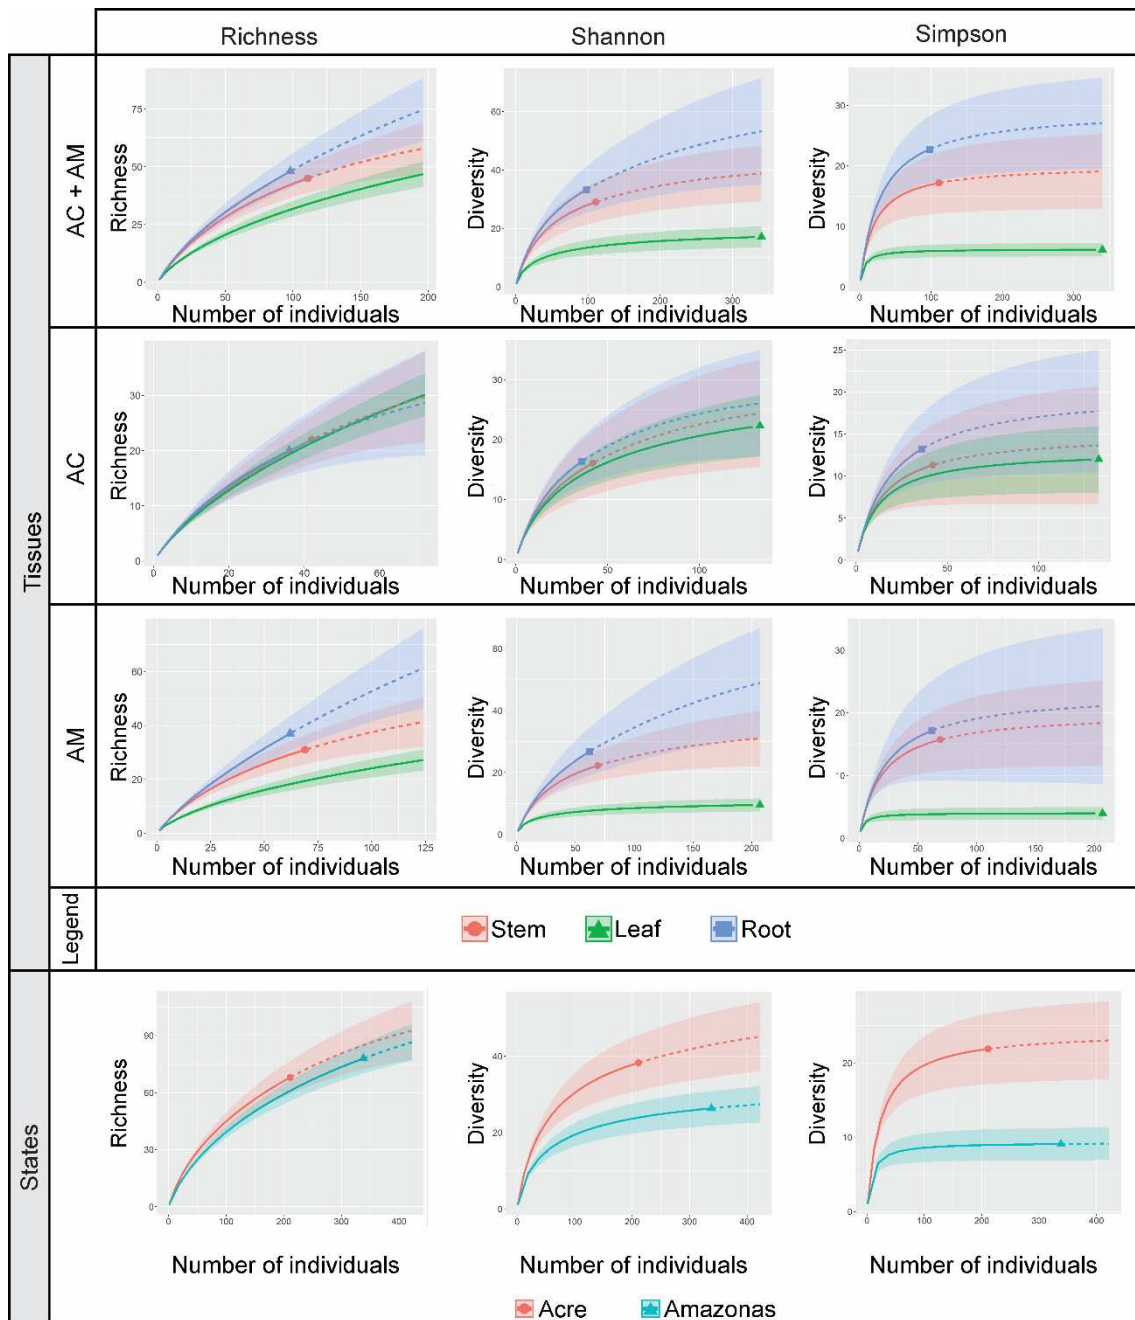 Richness Shannon Simpson
Tissues
AC + AM
Richness
75
50
25
0
0 50 100 150 200
Number of individuals
Diversity
60
40
20
0
0 100 200 300
Number of individuals
Diversity
30
20
10
0
0 100 200 300
Number of individuals
AC
Richness
30
20
10
0
0 20 40 60
Number of individuals
Diversity
30
20
10
0
0 50 100
Number of individuals
Diversity
25
20
15
10
5
0
0 50 100
Number of individuals
AM
Richness
60
40
20
0
0 25 50 75 100 125
Number of individuals
Diversity
60
40
20
0
0 50 100 150 200
Number of individuals
Diversity
30
20
10
0
0 50 100 150 200
Number of individuals
Legend
Stem Leaf Root
States
Richness
90
60
30
0
0 100 200 300 400
Number of individuals
Diversity
40
20
0
0 100 200 300 400
Number of individuals
Diversity
20
10
0
0 100 200 300 400
Number of individuals
Acre Amazonas